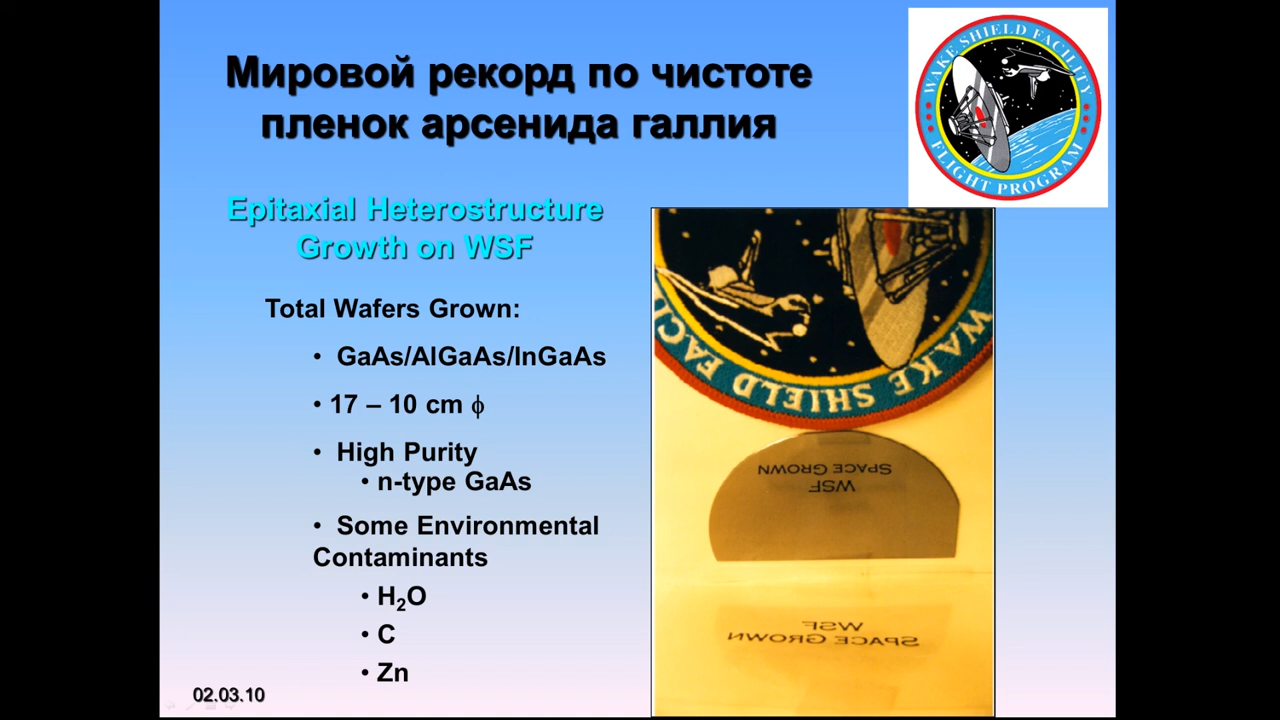 Мировой рекорд по чистоте
пленок арсенида галлия
WAKE SHIELD FACILITY
FLIGHT PROGRAM
Epitaxial Heterostructure
Growth on WSF
Total Wafers Grown:
• GaAs/AlGaAs/InGaAs
• 17 – 10 cm ϕ
• High Purity
• n-type GaAs
• Some Environmental
Contaminants
• H₂O
• C
• Zn
02.03.10
WAKE SHIELD FACI
SPACE GROWN
WSF
WSF
SPACE GROWN